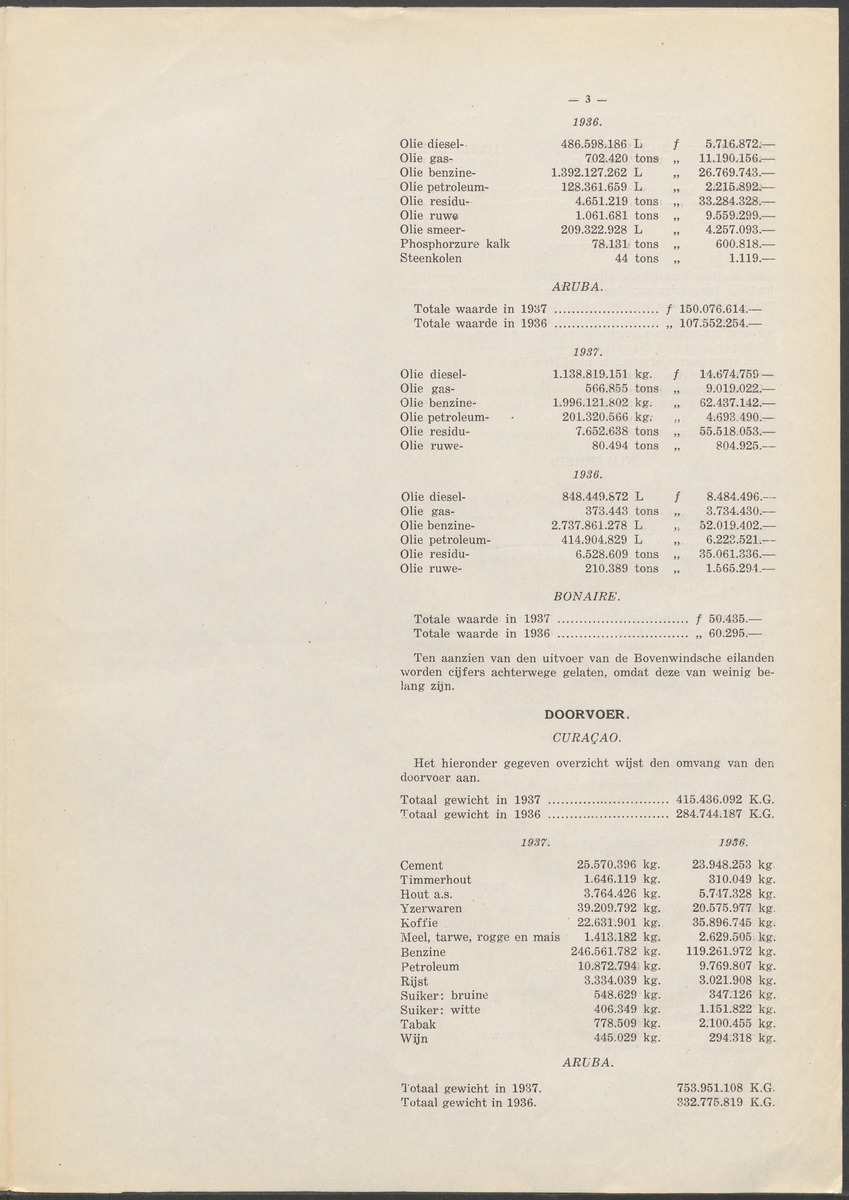 — 3 —
1936.
Olie diesel- 486.598.186 L f 5.716.872.—
Olie gas- 702.420 tons „ 11.190.156.—
Olie benzine- 1.392.127.262 L „ 26.769.743.—
Olie petroleum- 128.361.659 L „ 2.215.892.—
Olie residu- 4.651.219 tons „ 33.284.328.—
Olie ruwe 1.061.681 tons „ 9.559.299.—
Olie smeer- 209.322.928 L „ 4.257.093.—
Phosphorzure kalk 78.131 tons „ 600.818.—
Steenkolen 44 tons „ 1.119.—
ARUBA.
Totale waarde in 1937 ........................ f 150.076.614.—
Totale waarde in 1936 ........................ „ 107.552.254.—
1937.
Olie diesel- 1.138.819.151 kg. f 14.674.759—
Olie gas- 566.855 tons „ 9.019.022.—
Olie benzine- 1.996.121.802 kg. „ 62.437.142.—
Olie petroleum- 201.320.566 kg. „ 4.693.490.—
Olie residu- 7.652.638 tons „ 55.518.053.—
Olie ruwe- 80.494 tons „ 804.925.—
1936.
Olie diesel- 848.449.872 L f 8.484.496.—
Olie gas- 373.443 tons „ 3.734.430.—
Olie benzine- 2.737.861.278 L „ 52.019.402.—
Olie petroleum- 414.904.829 L „ 6.223.521.—
Olie residu- 6.528.609 tons „ 35.061.336.—
Olie ruwe- 210.389 tons „ 1.565.294.—
BONAIRE.
Totale waarde in 1937 .............................. f 50.435.—
Totale waarde in 1936 .............................. „ 60.295.—
Ten aanzien van den uitvoer van de Bovenwindsche eilanden
worden cijfers achterwege gelaten, omdat deze van weinig be-
lang zijn.
DOORVOER.
CURAÇAO.
Het hieronder gegeven overzicht wijst den omvang van den
doorvoer aan.
Totaal gewicht in 1937 ............................ 415.436.092 K.G.
Totaal gewicht in 1936 ............................ 284.744.187 K.G.
1937. 1936.
Cement 25.570.396 kg. 23.948.253 kg.
Timmerhout 1.646.119 kg. 310.049 kg.
Hout a.s. 3.764.426 kg. 5.747.328 kg.
Yzerwaren 39.209.792 kg. 20.575.977 kg.
Koffie 22.631.901 kg. 35.896.745 kg.
Meel, tarwe, rogge en mais 1.413.182 kg. 2.629.505 kg.
Benzine 246.561.782 kg. 119.261.972 kg.
Petroleum 10.872.794 kg. 9.769.807 kg.
Rijst 3.334.039 kg. 3.021.908 kg.
Suiker: bruine 548.629 kg. 347.126 kg.
Suiker: witte 406.349 kg. 1.151.822 kg.
Tabak 778.509 kg. 2.100.455 kg.
Wijn 445.029 kg. 294.318 kg.
ARUBA.
Totaal gewicht in 1937. 753.951.108 K.G.
Totaal gewicht in 1936. 332.775.819 K.G.